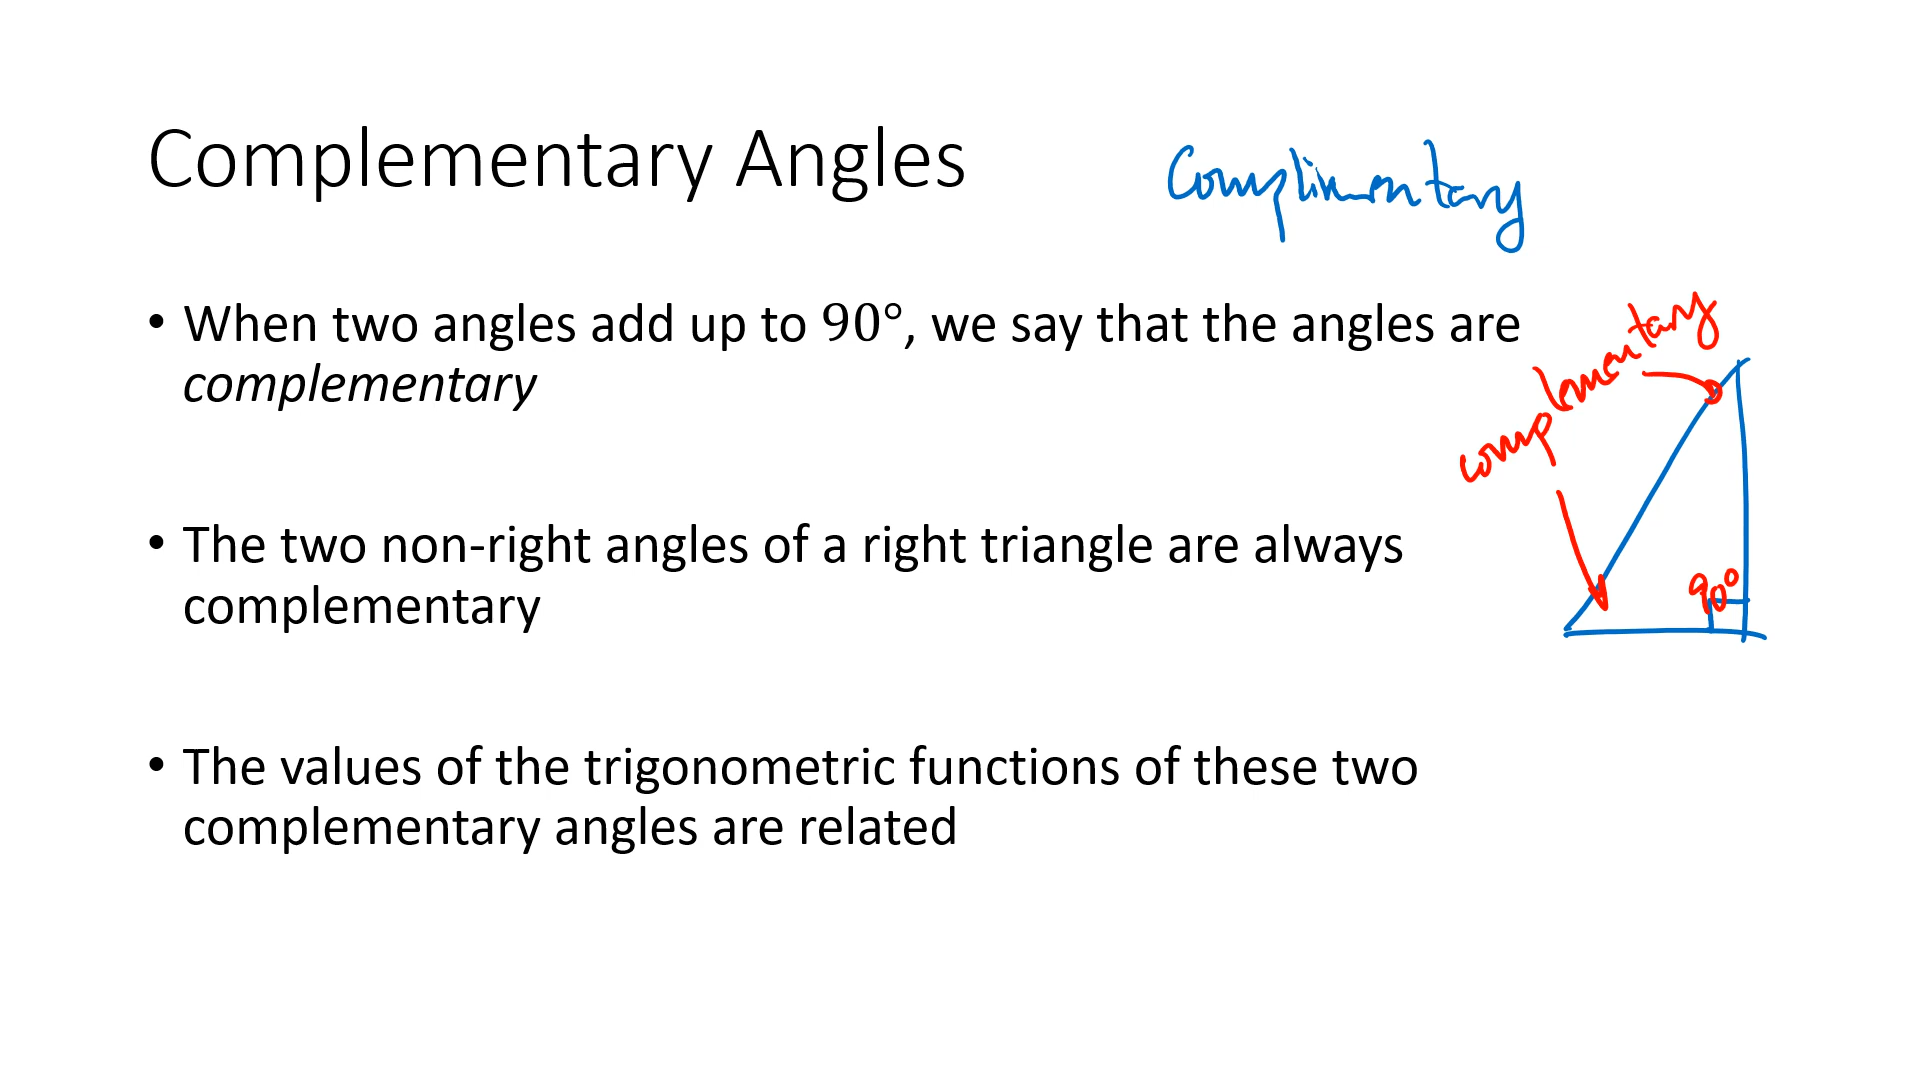 Complementary Angles
Complimentary
• When two angles add up to 90°, we say that the angles are
complementary
complementary
• The two non-right angles of a right triangle are always
complementary
90°
• The values of the trigonometric functions of these two
complementary angles are related